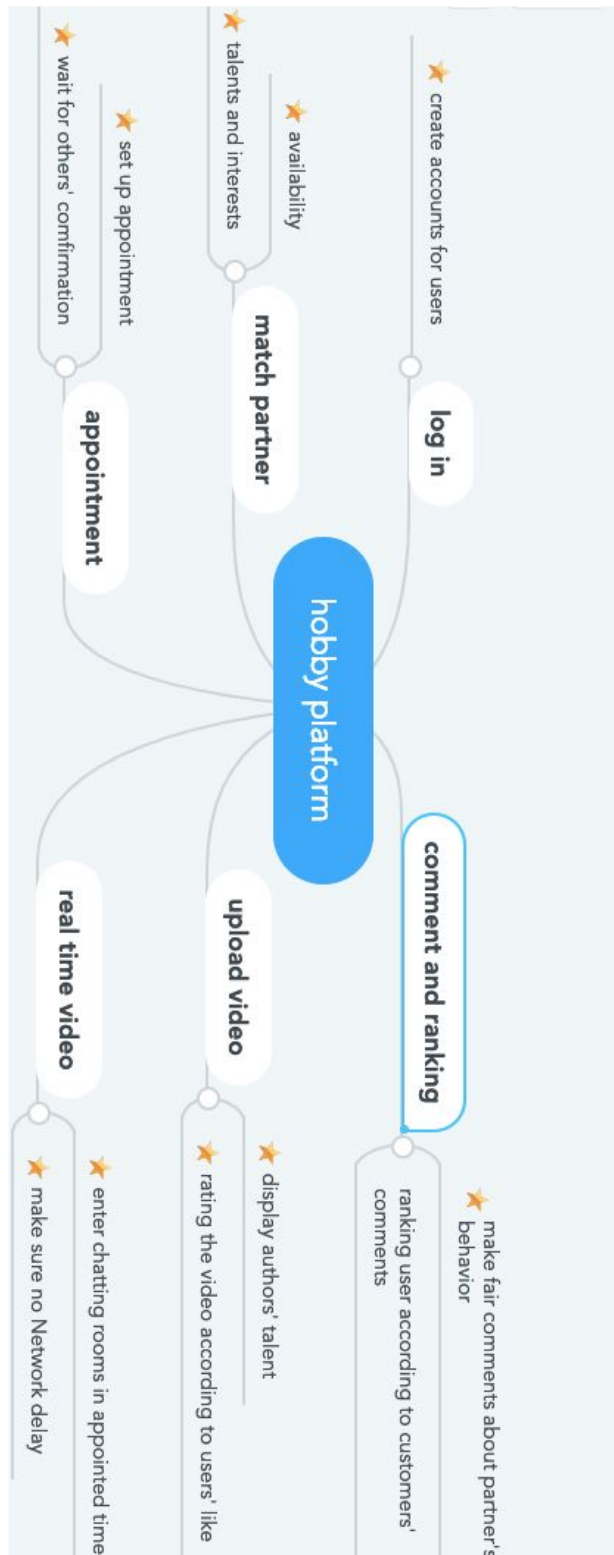 create accounts for users
log in
availability
talents and interests
match partner
set up appointment
wait for others' comfirmation
appointment
hobby platform
make fair comments about partner's
behavior
comment and ranking
ranking user according to customers'
comments
display authors' talent
upload video
rating the video according to users' like
enter chatting rooms in appointed time
real time video
make sure no Network delay